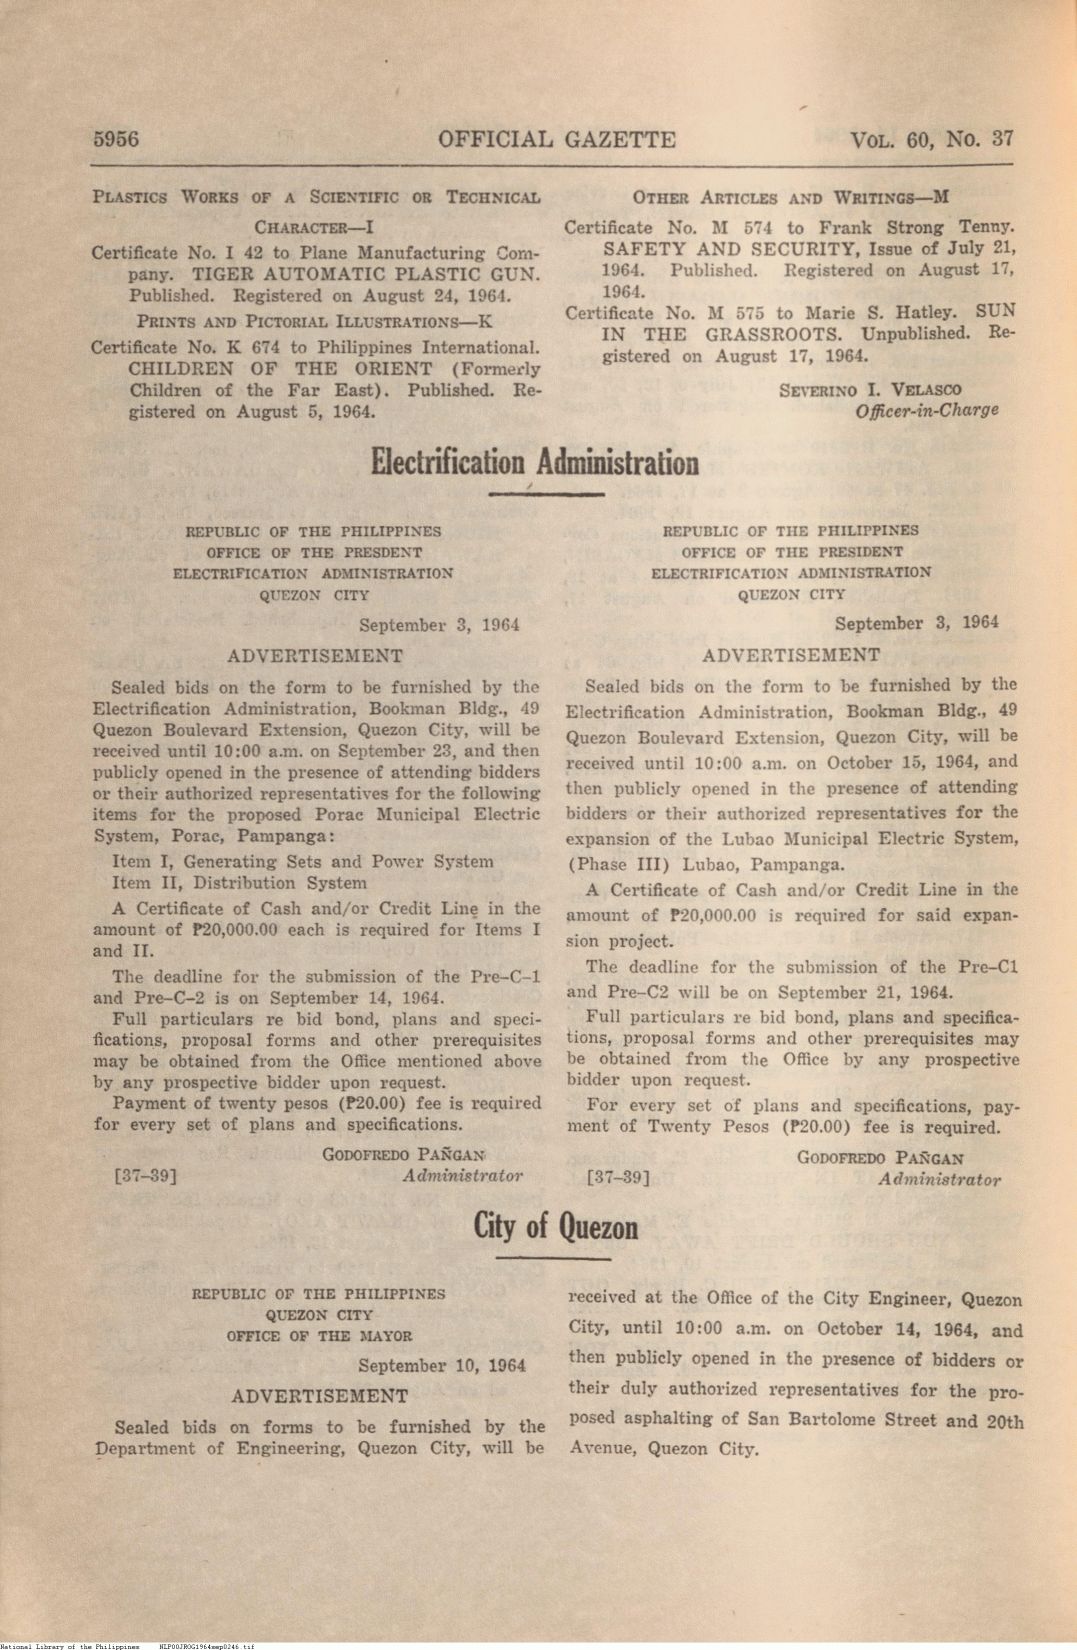 5956 OFFICIAL GAZETTE VOL. 60, NO. 37
PLASTICS WORKS OF A SCIENTIFIC OR TECHNICAL
CHARACTER—I
Certificate No. I 42 to Plane Manufacturing Com-
pany. TIGER AUTOMATIC PLASTIC GUN.
Published. Registered on August 24, 1964.
PRINTS AND PICTORIAL ILLUSTRATIONS—K
Certificate No. K 674 to Philippines International.
CHILDREN OF THE ORIENT (Formerly
Children of the Far East). Published. Re-
gistered on August 5, 1964.
OTHER ARTICLES AND WRITINGS—M
Certificate No. M 574 to Frank Strong Tenny.
SAFETY AND SECURITY, Issue of July 21,
1964. Published. Registered on August 17,
1964.
Certificate No. M 575 to Marie S. Hatley. SUN
IN THE GRASSROOTS. Unpublished. Re-
gistered on August 17, 1964.
SEVERINO I. VELASCO
Officer-in-Charge
Electrification Administration
REPUBLIC OF THE PHILIPPINES
OFFICE OF THE PRESDENT
ELECTRIFICATION ADMINISTRATION
QUEZON CITY
September 3, 1964
ADVERTISEMENT
Sealed bids on the form to be furnished by the
Electrification Administration, Bookman Bldg., 49
Quezon Boulevard Extension, Quezon City, will be
received until 10:00 a.m. on September 23, and then
publicly opened in the presence of attending bidders
or their authorized representatives for the following
items for the proposed Porac Municipal Electric
System, Porac, Pampanga:
Item I, Generating Sets and Power System
Item II, Distribution System
A Certificate of Cash and/or Credit Line in the
amount of ₱20,000.00 each is required for Items I
and II.
The deadline for the submission of the Pre–C–1
and Pre–C–2 is on September 14, 1964.
Full particulars re bid bond, plans and speci-
fications, proposal forms and other prerequisites
may be obtained from the Office mentioned above
by any prospective bidder upon request.
Payment of twenty pesos (₱20.00) fee is required
for every set of plans and specifications.
GODOFREDO PAÑGAN
[37–39] Administrator
REPUBLIC OF THE PHILIPPINES
OFFICE OF THE PRESIDENT
ELECTRIFICATION ADMINISTRATION
QUEZON CITY
September 3, 1964
ADVERTISEMENT
Sealed bids on the form to be furnished by the
Electrification Administration, Bookman Bldg., 49
Quezon Boulevard Extension, Quezon City, will be
received until 10:00 a.m. on October 15, 1964, and
then publicly opened in the presence of attending
bidders or their authorized representatives for the
expansion of the Lubao Municipal Electric System,
(Phase III) Lubao, Pampanga.
A Certificate of Cash and/or Credit Line in the
amount of ₱20,000.00 is required for said expan-
sion project.
The deadline for the submission of the Pre–C1
and Pre–C2 will be on September 21, 1964.
Full particulars re bid bond, plans and specifica-
tions, proposal forms and other prerequisites may
be obtained from the Office by any prospective
bidder upon request.
For every set of plans and specifications, pay-
ment of Twenty Pesos (₱20.00) fee is required.
GODOFREDO PAÑGAN
[37–39] Administrator
City of Quezon
REPUBLIC OF THE PHILIPPINES
QUEZON CITY
OFFICE OF THE MAYOR
September 10, 1964
ADVERTISEMENT
Sealed bids on forms to be furnished by the
Department of Engineering, Quezon City, will be
received at the Office of the City Engineer, Quezon
City, until 10:00 a.m. on October 14, 1964, and
then publicly opened in the presence of bidders or
their duly authorized representatives for the pro-
posed asphalting of San Bartolome Street and 20th
Avenue, Quezon City.
National Library of the Philippines NLP00JROG1964sep0246.tif